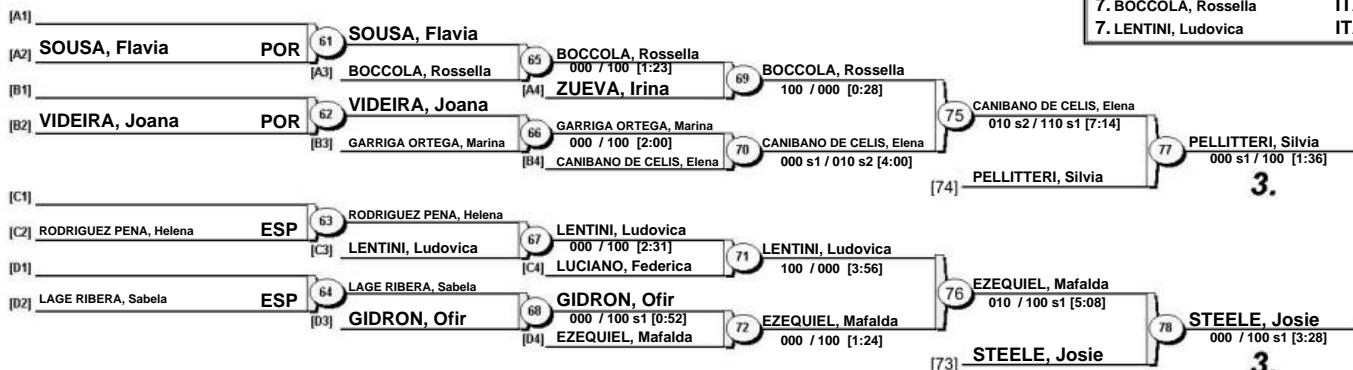 7. BOCCOLA, Rossella
7. LENTINI, Ludovica
[A1]
[A2] SOUSA, Flavia POR
61
SOUSA, Flavia
[A3] BOCCOLA, Rossella
65
BOCCOLA, Rossella
000 / 100 [1:23]
[A4] ZUEVA, Irina
69
BOCCOLA, Rossella
100 / 000 [0:28]
[B1]
[B2] VIDEIRA, Joana POR
62
VIDEIRA, Joana
[B3] GARRIGA ORTEGA, Marina
66
GARRIGA ORTEGA, Marina
000 / 100 [2:00]
[B4] CANIBANO DE CELIS, Elena
70
CANIBANO DE CELIS, Elena
000 s1 / 010 s2 [4:00]
75
CANIBANO DE CELIS, Elena
010 s2 / 110 s1 [7:14]
[74] PELLITTERI, Silvia
77
PELLITTERI, Silvia
000 s1 / 100 [1:36]
3.
[C1]
[C2] RODRIGUEZ PENA, Helena ESP
63
RODRIGUEZ PENA, Helena
[C3] LENTINI, Ludovica
67
LENTINI, Ludovica
000 / 100 [2:31]
[C4] LUCIANO, Federica
71
LENTINI, Ludovica
100 / 000 [3:56]
[D1]
[D2] LAGE RIBERA, Sabela ESP
64
LAGE RIBERA, Sabela
[D3] GIDRON, Ofir
68
GIDRON, Ofir
000 / 100 s1 [0:52]
[D4] EZEQUIEL, Mafalda
72
EZEQUIEL, Mafalda
000 / 100 [1:24]
76
EZEQUIEL, Mafalda
010 / 100 s1 [5:08]
[73] STEELE, Josie
78
STEELE, Josie
000 / 100 s1 [3:28]
3.